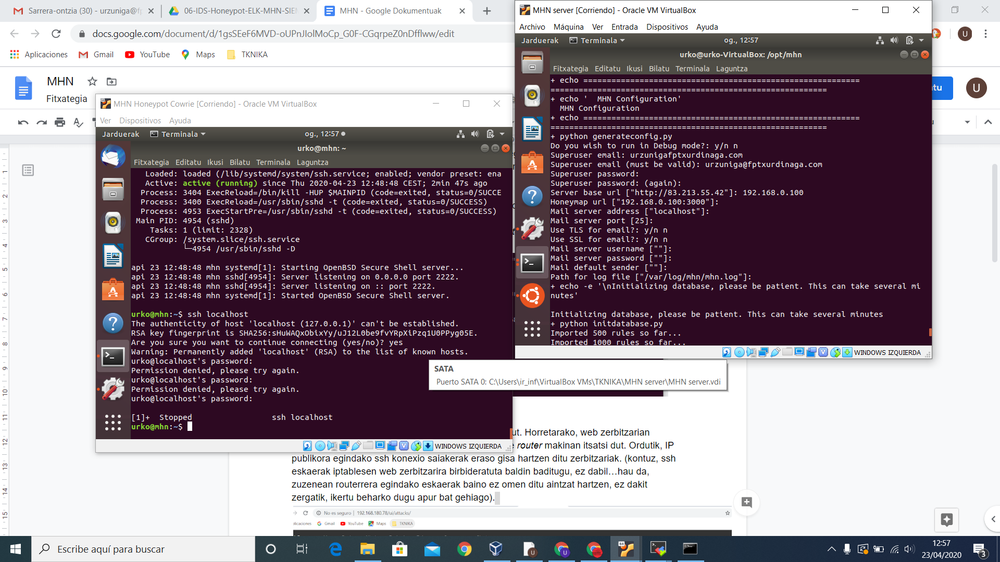 Sarrera-ontzia (30) - urzuniga@fp
06-IDS-Honeypot-ELK-MHN-SIEM
MHN - Google Dokumentuak
docs.google.com/document/d/1gsSEeF6MVD-oUPnJIolMoCp_G0F-CGqrpeZ0nDfflww/edit
Aplicaciones
Gmail
YouTube
Maps
TKNIKA
MHN
Fitxategia
MHN Honeypot Cowrie [Corriendo] - Oracle VM VirtualBox
Ver Dispositivos Ayuda
Jarduerak Terminala og., 12:57
urko@mhn: ~
Fitxategia Editatu Ikusi Bilatu Terminala Laguntza
Loaded: loaded (/lib/systemd/system/ssh.service; enabled; vendor preset: ena
Active: active (running) since Thu 2020-04-23 12:48:48 CEST; 2min 47s ago
Process: 3404 ExecReload=/bin/kill -HUP $MAINPID (code=exited, status=0/SUCCE
Process: 3400 ExecReload=/usr/sbin/sshd -t (code=exited, status=0/SUCCESS)
Process: 4953 ExecStartPre=/usr/sbin/sshd -t (code=exited, status=0/SUCCESS)
Main PID: 4954 (sshd)
Tasks: 1 (limit: 2328)
CGroup: /system.slice/ssh.service
└─4954 /usr/sbin/sshd -D
api 23 12:48:48 mhn systemd[1]: Starting OpenBSD Secure Shell server...
api 23 12:48:48 mhn sshd[4954]: Server listening on 0.0.0.0 port 2222.
api 23 12:48:48 mhn sshd[4954]: Server listening on :: port 2222.
api 23 12:48:48 mhn systemd[1]: Started OpenBSD Secure Shell server.
urko@mhn:~$ ssh localhost
The authenticity of host 'localhost (127.0.0.1)' can't be established.
RSA key fingerprint is SHA256:sHuWAQxObixYy/uJ12L0be9fvYRpXiPzq1U0PPyg05E.
Are you sure you want to continue connecting (yes/no)? yes
Warning: Permanently added 'localhost' (RSA) to the list of known hosts.
urko@localhost's password:
Permission denied, please try again.
urko@localhost's password:
Permission denied, please try again.
urko@localhost's password:
[1]+  Stopped                 ssh localhost
urko@mhn:~$
WINDOWS IZQUIERDA
MHN server [Corriendo] - Oracle VM VirtualBox
Archivo Máquina Ver Entrada Dispositivos Ayuda
Jarduerak Terminala og., 12:57
urko@urko-VirtualBox: /opt/mhn
Fitxategia Editatu Ikusi Bilatu Terminala Laguntza
+ echo ===========================================================
===========================================================
+ echo '  MHN Configuration'
MHN Configuration
+ echo ===========================================================
===========================================================
+ python generateconfig.py
Do you wish to run in Debug mode?: y/n n
Superuser email: urzunigafptxurdinaga.com
Superuser email (must be valid): urzuniga@fptxurdinaga.com
Superuser password:
Superuser password: (again):
Server base url ["http://83.213.55.42"]: 192.168.0.100
Honeymap url ["192.168.0.100:3000"]:
Mail server address ["localhost"]:
Mail server port [25]:
Use TLS for email?: y/n n
Use SSL for email?: y/n n
Mail server username [""]:
Mail server password [""]:
Mail default sender [""]:
Path for log file ["/var/log/mhn/mhn.log"]:
+ echo -e '\nInitializing database, please be patient. This can take several mi
nutes'
Initializing database, please be patient. This can take several minutes
+ python initdatabase.py
Imported 500 rules so far...
Imported 1000 rules so far...
WINDOWS IZQUIERDA
SATA
Puerto SATA 0: C:\Users\ir_inf\VirtualBox VMs\TKNIKA\MHN server\MHN server.vdi
ut. Horretarako, web zerbitzarian
router makinan itsatsi dut. Ordutik, IP
publikora egindako ssh konexio saiakerak eraso gisa hartzen ditu zerbitzariak. (kontuz, ssh
eskaerak iptablesen web zerbitzarira birbideratuta baldin baditugu, ez dabil…hau da,
zuzenean routerrera egindako eskaerak baino ez omen ditu aintzat hartzen, ez dakit
zergatik, ikertu beharko dugu apur bat gehiago).
No es seguro | 192.168.180.78/ui/attacks/
plicaciones Gmail YouTube Maps TKNIKA
Escribe aquí para buscar
12:57
23/04/2020
3